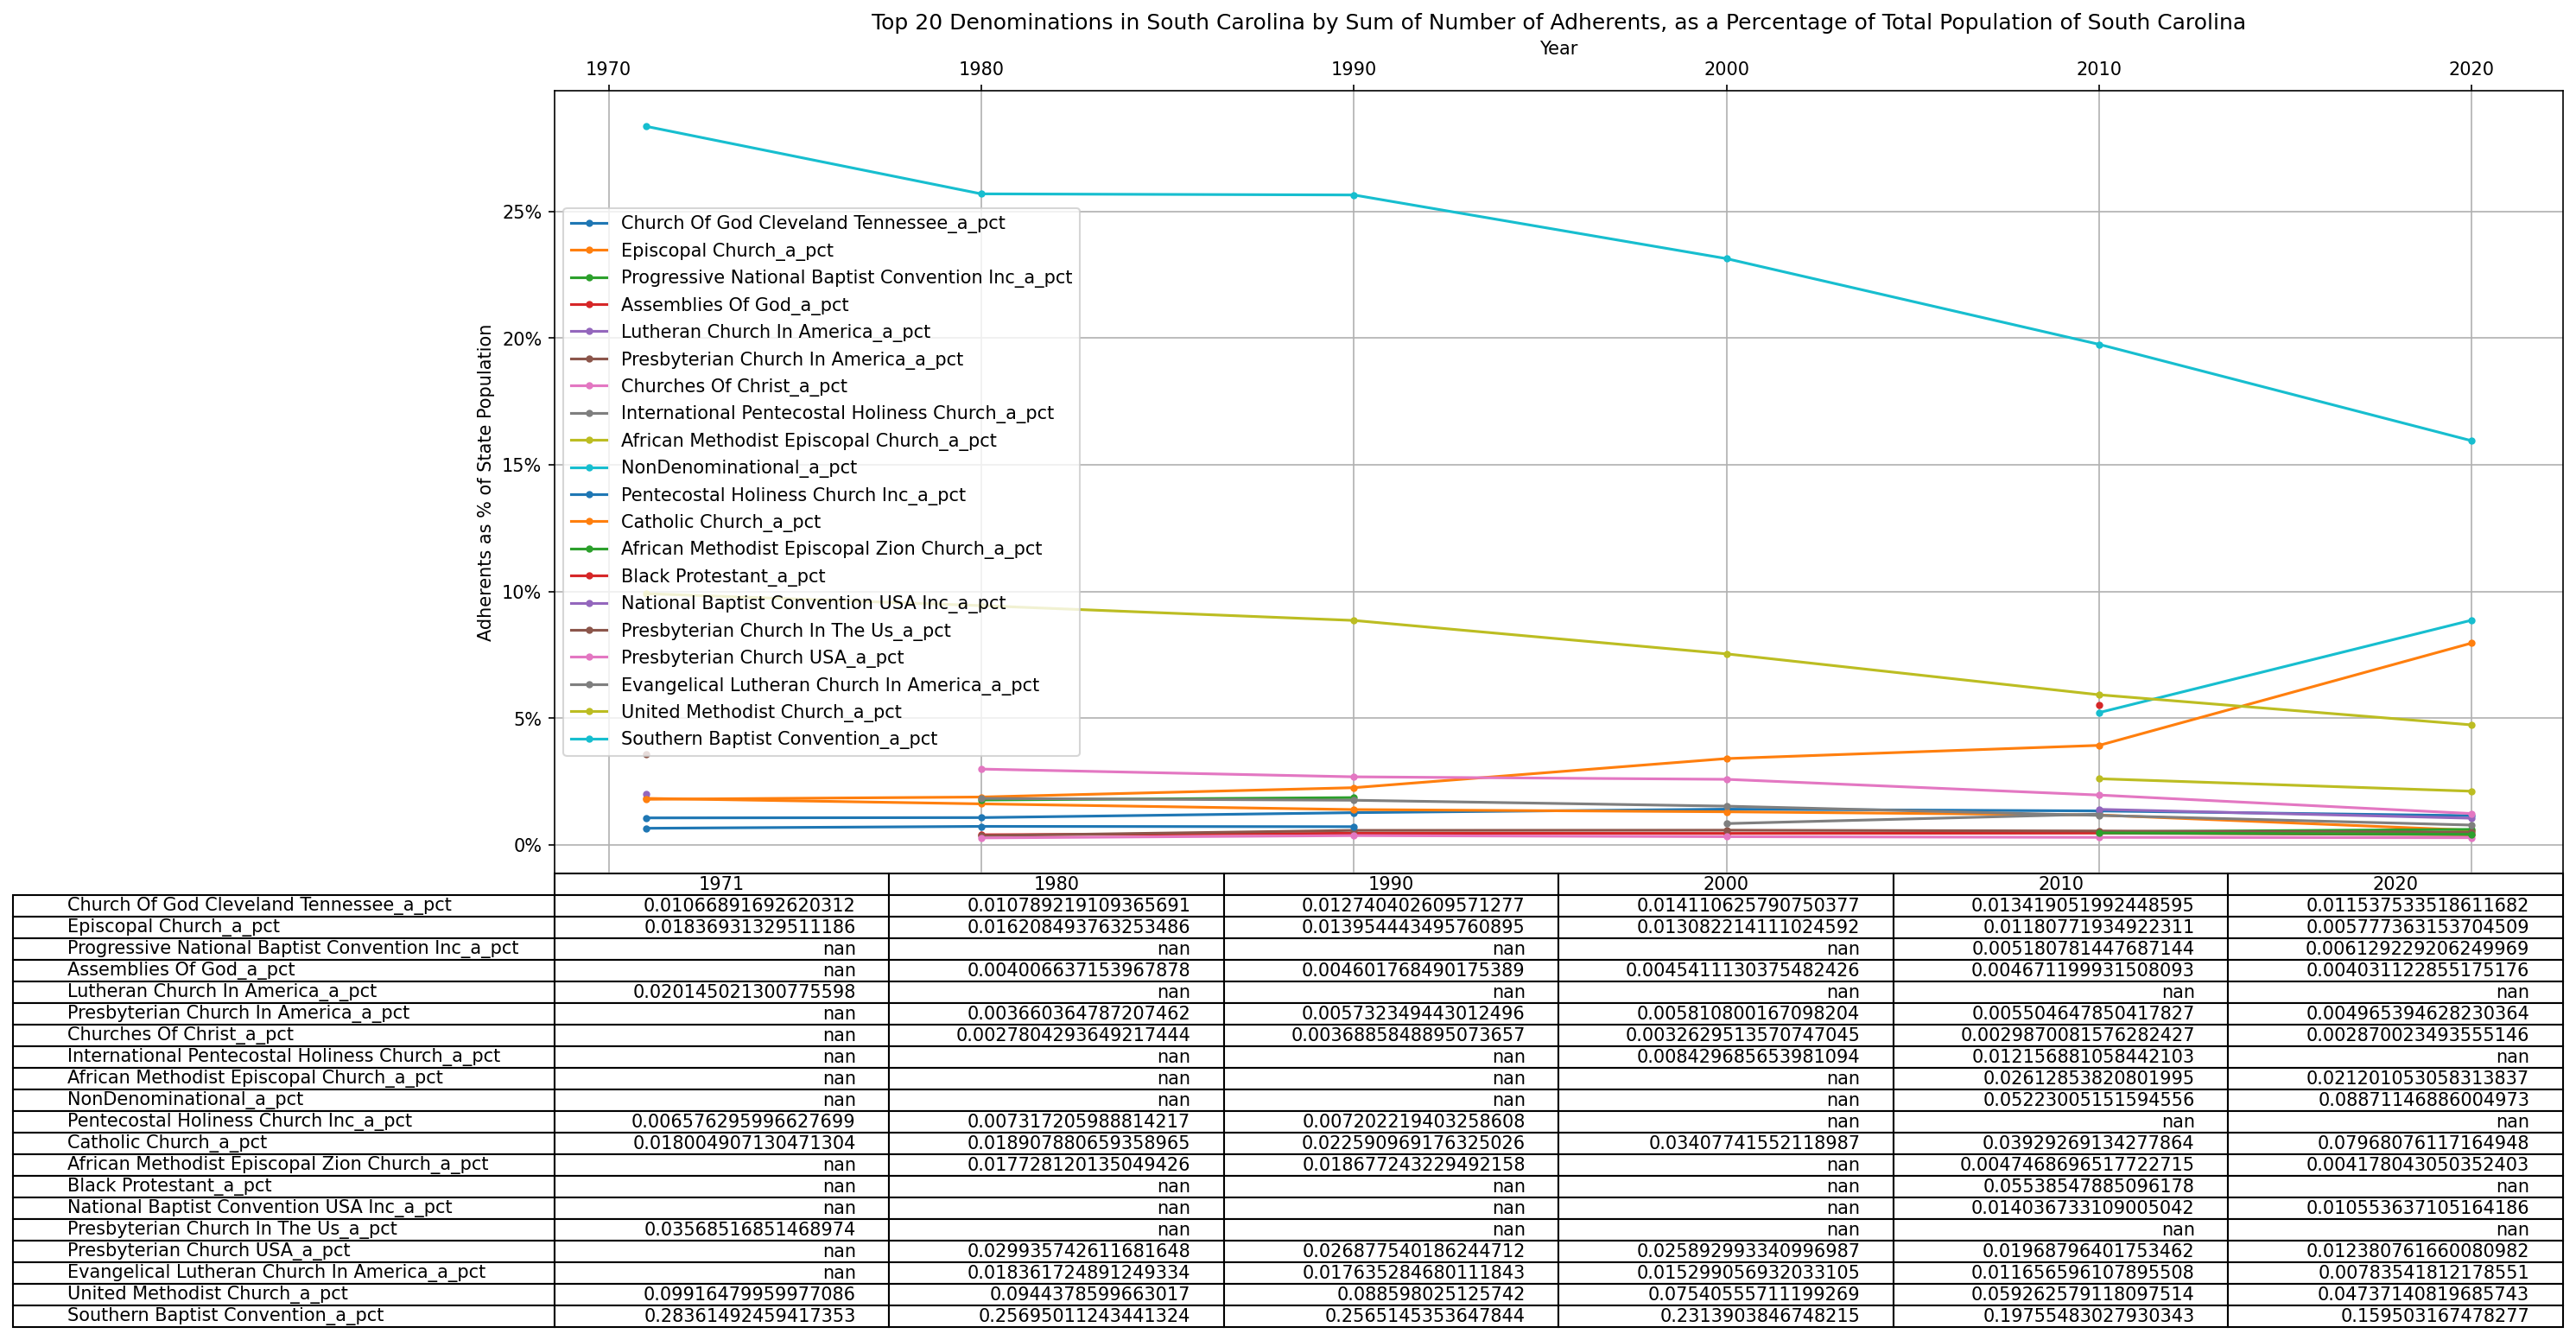 Top 20 Denominations in South Carolina by Sum of Number of Adherents, as a Percentage of Total Population of South Carolina
Year
1970 1980 1990 2000 2010 2020
Adherents as % of State Population
25%
20%
15%
10%
5%
0%
Church Of God Cleveland Tennessee_a_pct
Episcopal Church_a_pct
Progressive National Baptist Convention Inc_a_pct
Assemblies Of God_a_pct
Lutheran Church In America_a_pct
Presbyterian Church In America_a_pct
Churches Of Christ_a_pct
International Pentecostal Holiness Church_a_pct
African Methodist Episcopal Church_a_pct
NonDenominational_a_pct
Pentecostal Holiness Church Inc_a_pct
Catholic Church_a_pct
African Methodist Episcopal Zion Church_a_pct
Black Protestant_a_pct
National Baptist Convention USA Inc_a_pct
Presbyterian Church In The Us_a_pct
Presbyterian Church USA_a_pct
Evangelical Lutheran Church In America_a_pct
United Methodist Church_a_pct
Southern Baptist Convention_a_pct
1971 1980 1990 2000 2010 2020
Church Of God Cleveland Tennessee_a_pct 0.01066891692620312 0.010789219109365691 0.012740402609571277 0.014110625790750377 0.013419051992448595 0.011537533518611682
Episcopal Church_a_pct 0.01836931329511186 0.016208493763253486 0.013954443495760895 0.013082214111024592 0.01180771934922311 0.005777363153704509
Progressive National Baptist Convention Inc_a_pct nan nan nan nan 0.005180781447687144 0.006129229206249969
Assemblies Of God_a_pct nan 0.004006637153967878 0.004601768490175389 0.0045411130375482426 0.004671199931508093 0.004031122855175176
Lutheran Church In America_a_pct 0.020145021300775598 nan nan nan nan nan
Presbyterian Church In America_a_pct nan 0.003660364787207462 0.005732349443012496 0.005810800167098204 0.005504647850417827 0.004965394628230364
Churches Of Christ_a_pct nan 0.0027804293649217444 0.0036885848895073657 0.0032629513570747045 0.0029870081576282427 0.002870023493555146
International Pentecostal Holiness Church_a_pct nan nan nan 0.008429685653981094 0.012156881058442103 nan
African Methodist Episcopal Church_a_pct nan nan nan nan 0.02612853820801995 0.021201053058313837
NonDenominational_a_pct nan nan nan nan 0.05223005151594556 0.08871146886004973
Pentecostal Holiness Church Inc_a_pct 0.006576295996627699 0.007317205988814217 0.007202219403258608 nan nan nan
Catholic Church_a_pct 0.018004907130471304 0.018907880659358965 0.022590969176325026 0.03407741552118987 0.03929269134277864 0.07968076117164948
African Methodist Episcopal Zion Church_a_pct nan 0.017728120135049426 0.018677243229492158 nan 0.0047468696517722715 0.004178043050352403
Black Protestant_a_pct nan nan nan nan 0.05538547885096178 nan
National Baptist Convention USA Inc_a_pct nan nan nan nan 0.014036733109005042 0.010553637105164186
Presbyterian Church In The Us_a_pct 0.03568516851468974 nan nan nan nan nan
Presbyterian Church USA_a_pct nan 0.029935742611681648 0.026877540186244712 0.025892993340996987 0.01968796401753462 0.012380761660080982
Evangelical Lutheran Church In America_a_pct nan 0.018361724891249334 0.017635284680111843 0.015299056932033105 0.011656596107895508 0.00783541812178551
United Methodist Church_a_pct 0.09916479959977086 0.0944378599663017 0.088598025125742 0.07540555711199269 0.059262579118097514 0.04737140819685743
Southern Baptist Convention_a_pct 0.28361492459417353 0.25695011243441324 0.2565145353647844 0.2313903846748215 0.19755483027930343 0.159503167478277